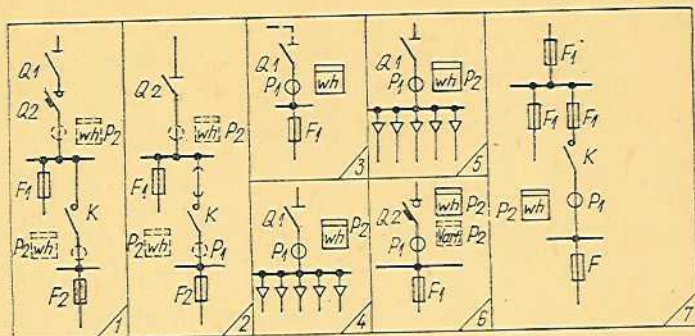 Q1
Q2
wh P2
F1
K
P2 wh
F2
1
Q2
wh P2
F1
K
P2 wh P1
F2
2
Q1
P1 wh
F1
3
Q1
P1 wh P2
4
Q1
P1 wh P2
5
Q2
wh P2
P1 Varh P2
F1
6
F1
F1 F1
K
P2 wh P1
F
7